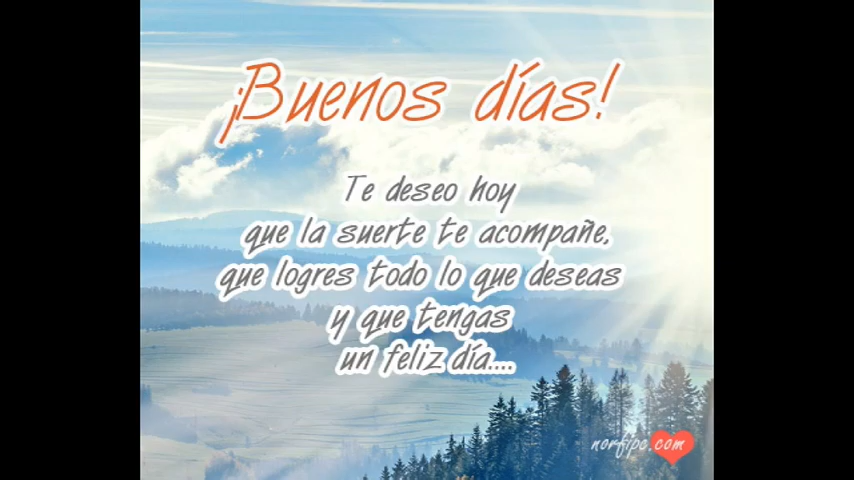 ¡Buenos días!
Te deseo hoy
que la suerte te acompañe,
que logres todo lo que deseas
y que tengas
un feliz día....
norfipc.com